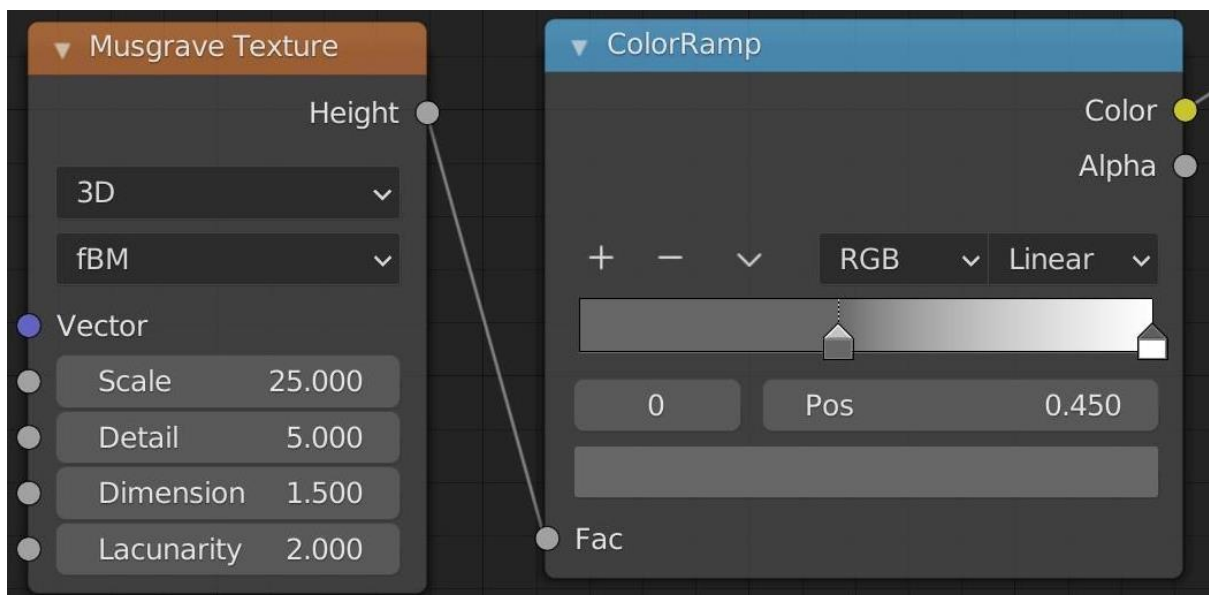 Musgrave Texture
Height
3D
fBM
Vector
Scale 25.000
Detail 5.000
Dimension 1.500
Lacunarity 2.000
ColorRamp
Color
Alpha
RGB Linear
0 Pos 0.450
Fac